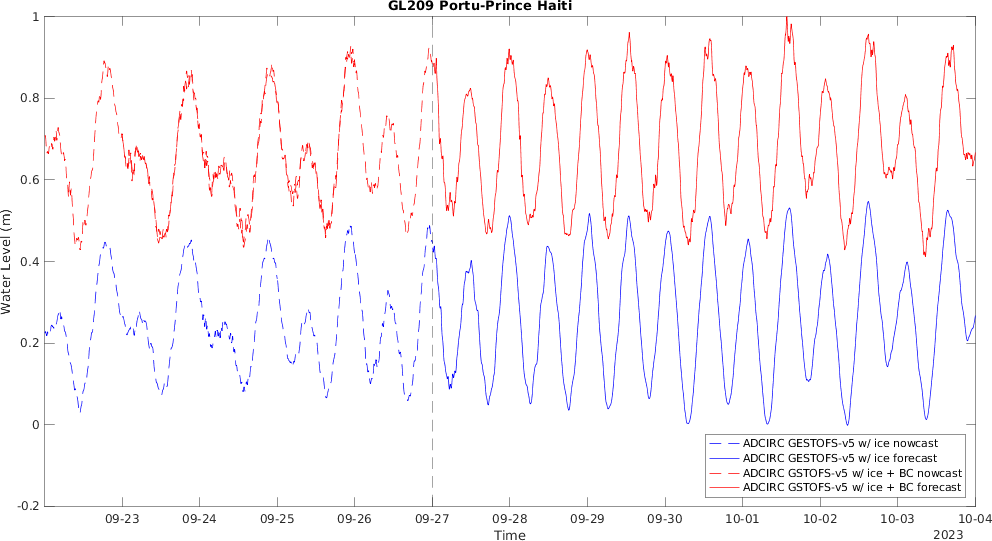 GL209 Portu-Prince Haiti
Water Level (m)
1
0.8
0.6
0.4
0.2
0
-0.2
ADCIRC GESTOFS-v5 w/ ice nowcast
ADCIRC GESTOFS-v5 w/ ice forecast
ADCIRC GSTOFS-v5 w/ ice + BC nowcast
ADCIRC GSTOFS-v5 w/ ice + BC forecast
09-23 09-24 09-25 09-26 09-27 09-28 09-29 09-30 10-01 10-02 10-03 10-04
Time
2023